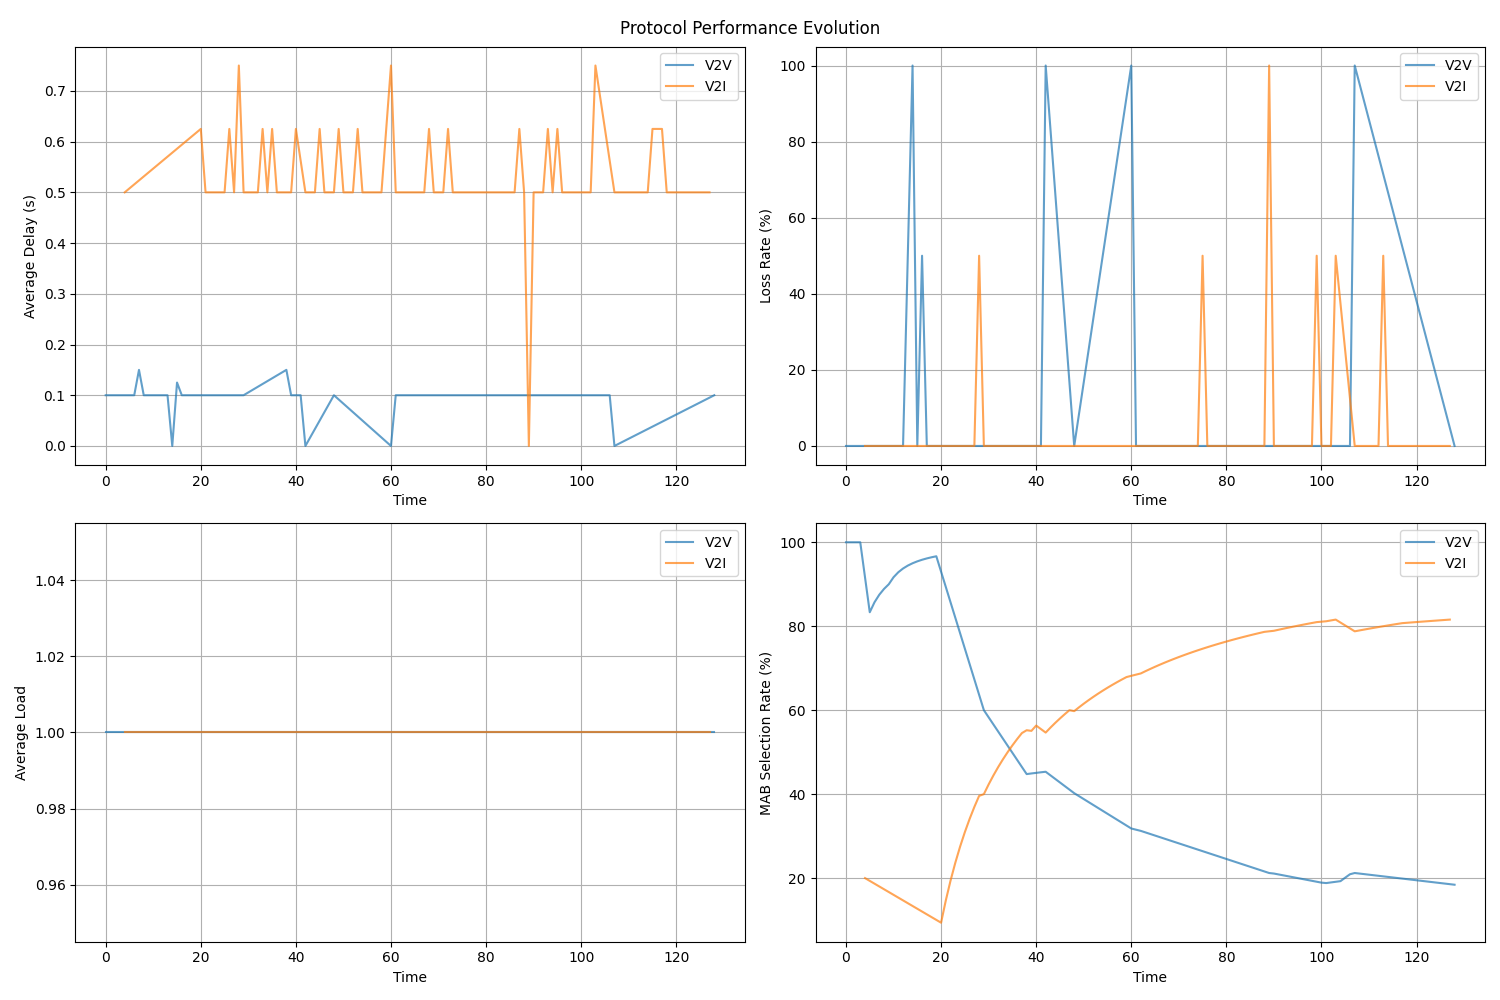 Protocol Performance Evolution
Average Delay (s)
0.7
0.6
0.5
0.4
0.3
0.2
0.1
0.0
0 20 40 60 80 100 120
Time
V2V
V2I
Loss Rate (%)
100
80
60
40
20
0
0 20 40 60 80 100 120
Time
V2V
V2I
Average Load
1.04
1.02
1.00
0.98
0.96
0 20 40 60 80 100 120
Time
V2V
V2I
MAB Selection Rate (%)
100
80
60
40
20
0 20 40 60 80 100 120
Time
V2V
V2I